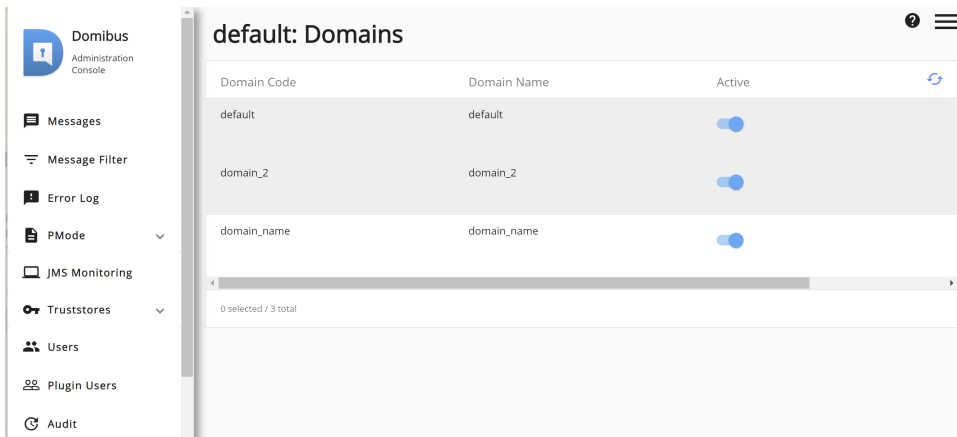 Domibus
Administration
Console
Messages
Message Filter
Error Log
PMode
JMS Monitoring
Truststores
Users
Plugin Users
Audit
default: Domains
Domain Code Domain Name Active
default default
domain_2 domain_2
domain_name domain_name
0 selected / 3 total